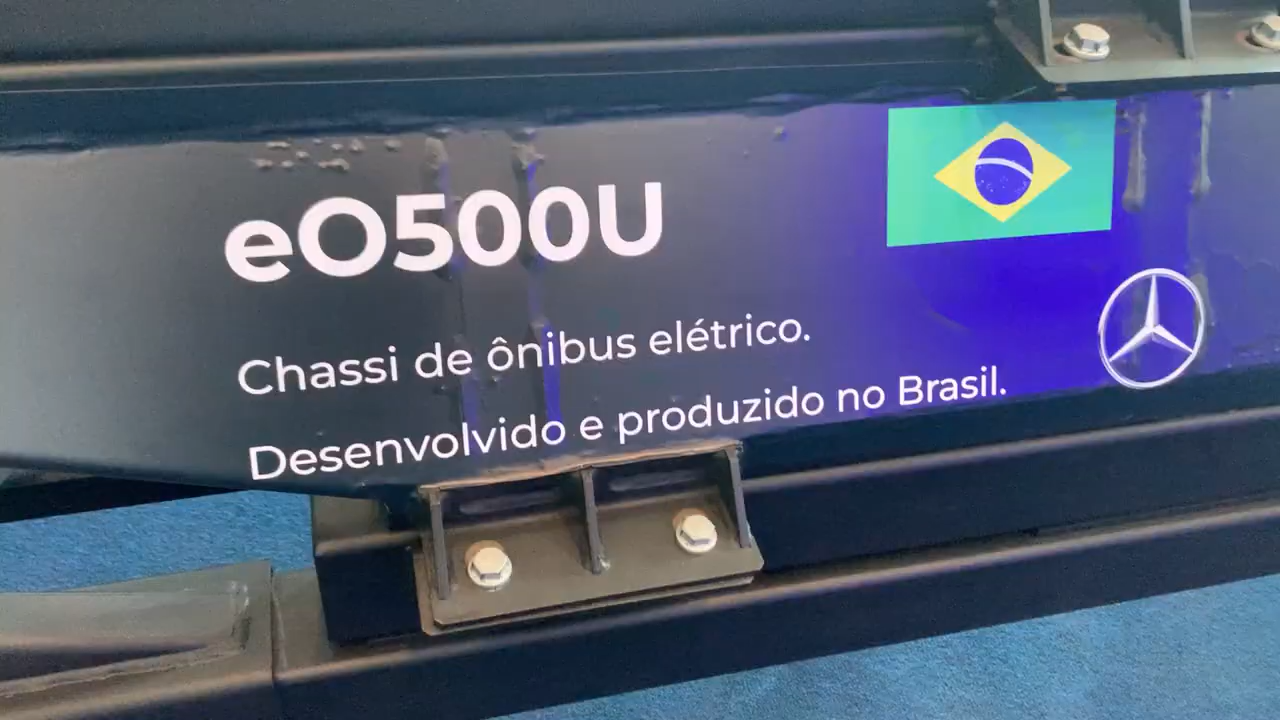 eO500U
Chassi de ônibus elétrico.
Desenvolvido e produzido no Brasil.